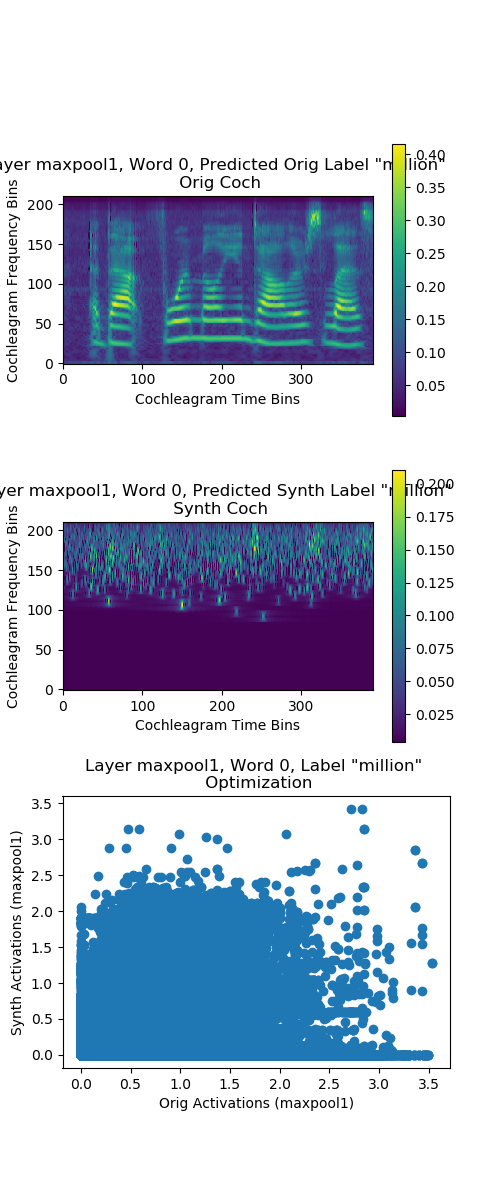 ayer maxpool1, Word 0, Predicted Orig Label "million"
Orig Coch
Cochleagram Frequency Bins
200
150
100
50
0
0 100 200 300
Cochleagram Time Bins
0.40
0.35
0.30
0.25
0.20
0.15
0.10
0.05
yer maxpool1, Word 0, Predicted Synth Label "million"
Synth Coch
Cochleagram Frequency Bins
200
150
100
50
0
0 100 200 300
Cochleagram Time Bins
0.200
0.175
0.150
0.125
0.100
0.075
0.050
0.025
Layer maxpool1, Word 0, Label "million"
Optimization
Synth Activations (maxpool1)
3.5
3.0
2.5
2.0
1.5
1.0
0.5
0.0
0.0 0.5 1.0 1.5 2.0 2.5 3.0 3.5
Orig Activations (maxpool1)